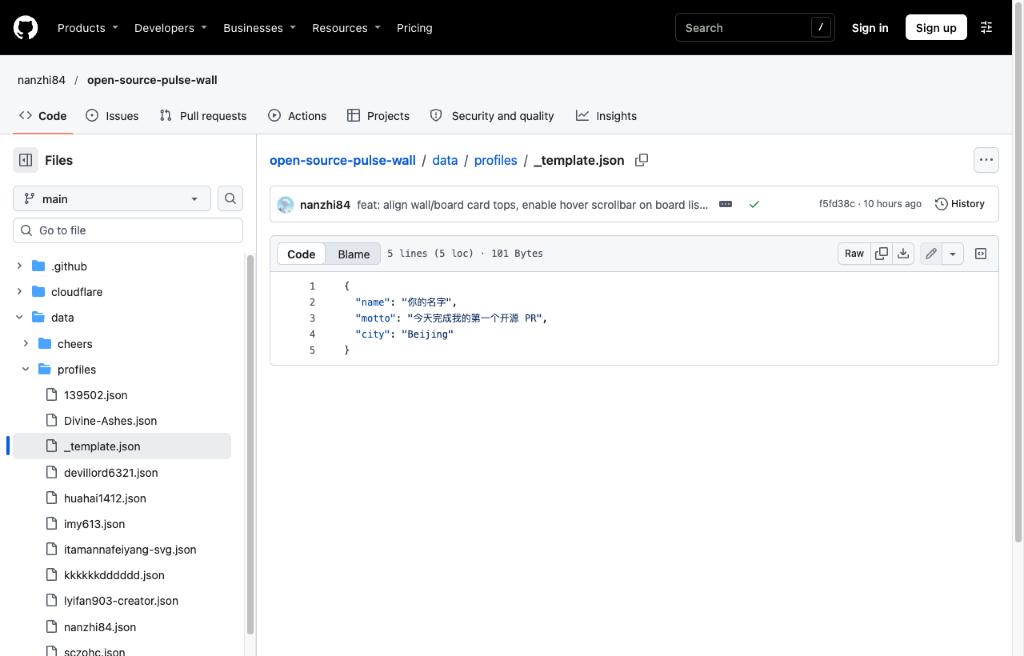 Products Developers Businesses Resources Pricing Search / Sign in Sign up
nanzhi84 / open-source-pulse-wall
Code Issues Pull requests Actions Projects Security and quality Insights
Files
main
Go to file
.github
cloudflare
data
cheers
profiles
139502.json
Divine-Ashes.json
_template.json
devillord6321.json
huahai1412.json
imy613.json
itamannafeiyang-svg.json
kkkkkkdddddd.json
lyifan903-creator.json
nanzhi84.json
sczohc.json
open-source-pulse-wall / data / profiles / _template.json
nanzhi84 feat: align wall/board card tops, enable hover scrollbar on board lis... f5fd38c · 10 hours ago History
Code Blame 5 lines (5 loc) · 101 Bytes Raw
1 {
2 "name": "你的名字",
3 "motto": "今天完成我的第一个开源 PR",
4 "city": "Beijing"
5 }